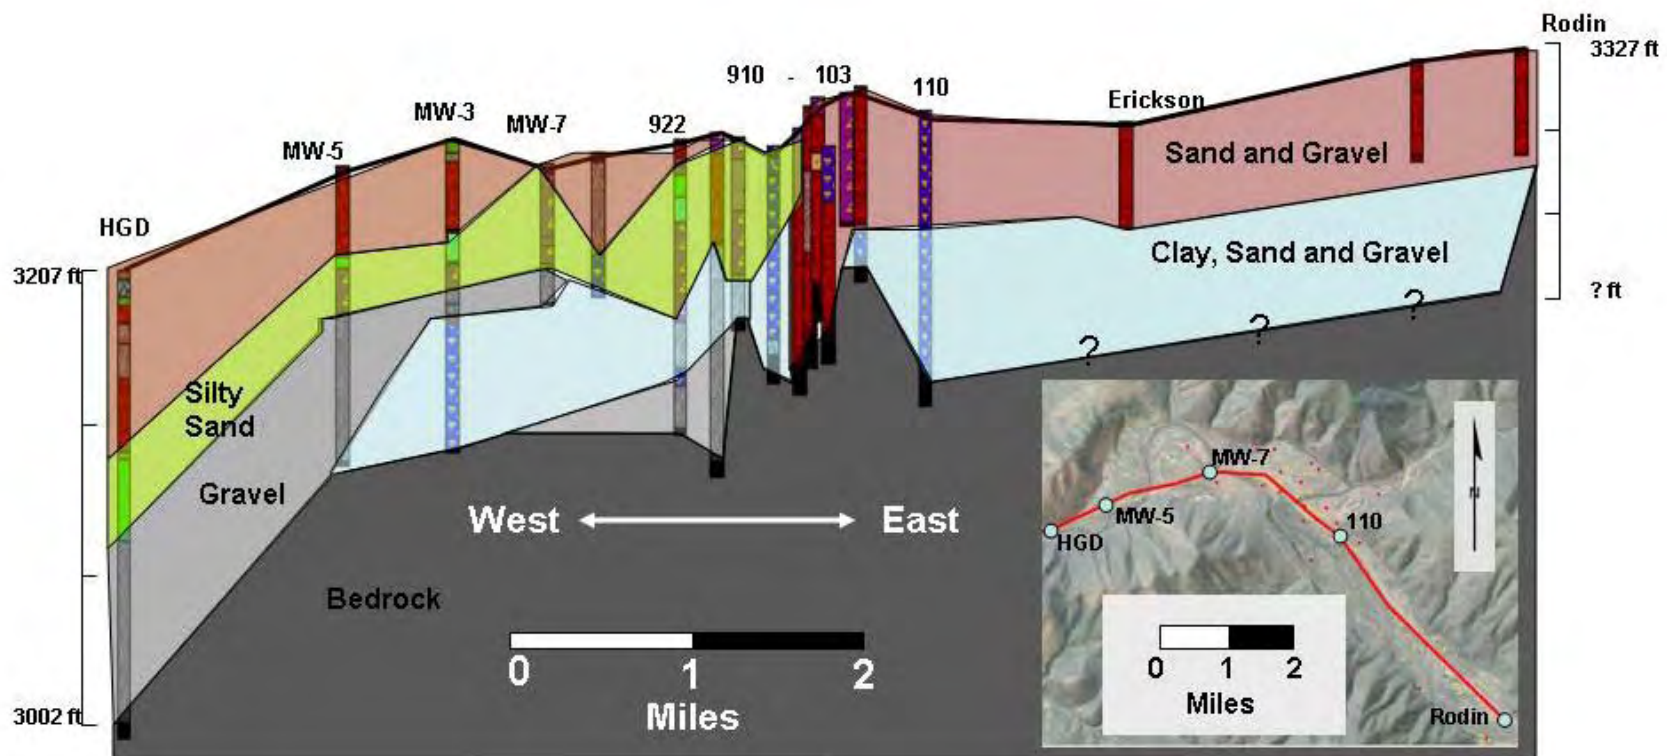 Rodin
3327 ft
910 - 103
110
MW-3
MW-7
922
Erickson
MW-5
Sand and Gravel
HGD
Clay, Sand and Gravel
3207 ft
? ft
?
?
?
Silty
Sand
Gravel
West
East
Bedrock
0 1 2
Miles
3002 ft
MW-7
N
MW-5
110
HGD
0 1 2
Miles
Rodin